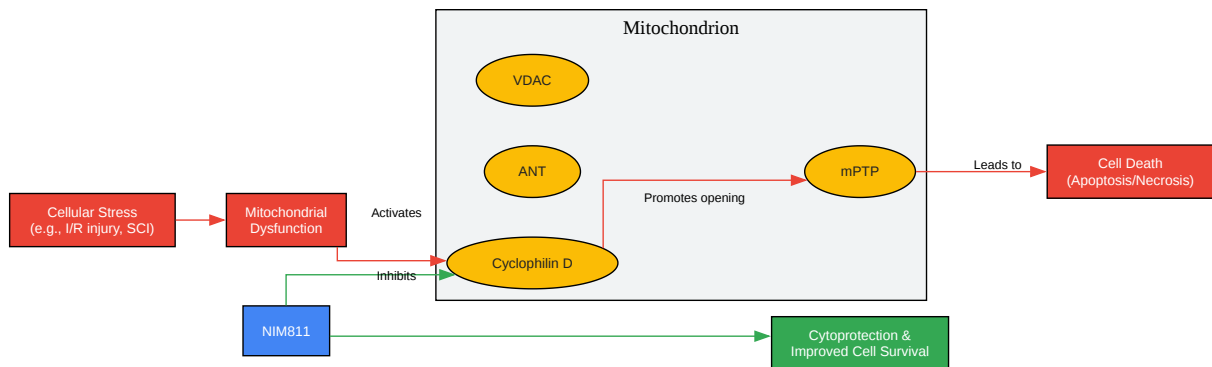 Mitochondrion
VDAC
ANT
mPTP
Leads to
Cell Death
(Apoptosis/Necrosis)
Promotes opening
Cellular Stress
(e.g., I/R injury, SCI)
Mitochondrial
Dysfunction
Activates
Cyclophilin D
Inhibits
NIM811
Cytoprotection &
Improved Cell Survival